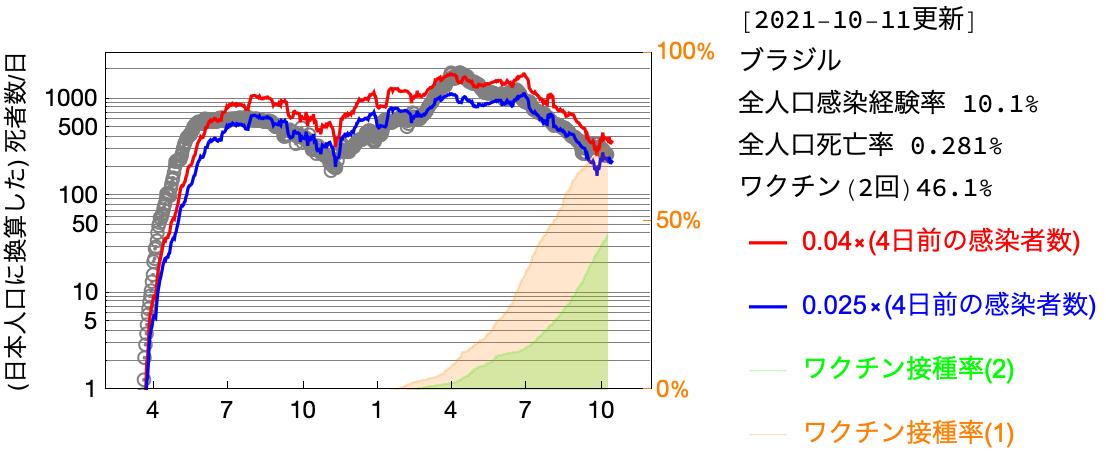 [2021-10-11更新]
ブラジル
全人口感染経験率 10.1%
全人口死亡率 0.281%
ワクチン(2回)46.1%
0.04×(4日前の感染者数)
0.025×(4日前の感染者数)
ワクチン接種率(2)
ワクチン接種率(1)
(日本人口に換算した) 死者数/日
1000
500
100
50
10
5
1
100%
50%
0%
4 7 10 1 4 7 10